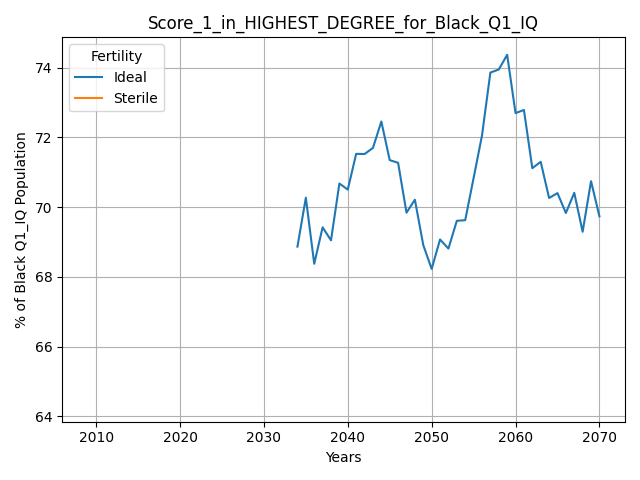 Score_1_in_HIGHEST_DEGREE_for_Black_Q1_IQ
Fertility
Ideal
Sterile
% of Black Q1_IQ Population
74
72
70
68
66
64
2010 2020 2030 2040 2050 2060 2070
Years